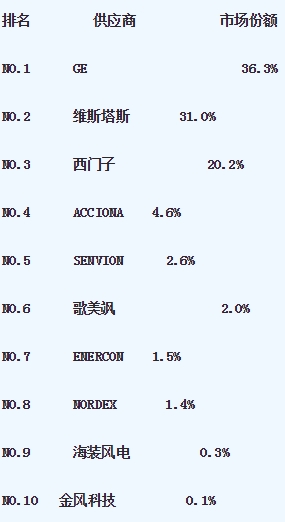 排名 供应商 市场份额
NO.1 GE 36.3%
NO.2 维斯塔斯 31.0%
NO.3 西门子 20.2%
NO.4 ACCIONA 4.6%
NO.5 SENVION 2.6%
NO.6 歌美飒 2.0%
NO.7 ENERCON 1.5%
NO.8 NORDEX 1.4%
NO.9 海装风电 0.3%
NO.10 金风科技 0.1%